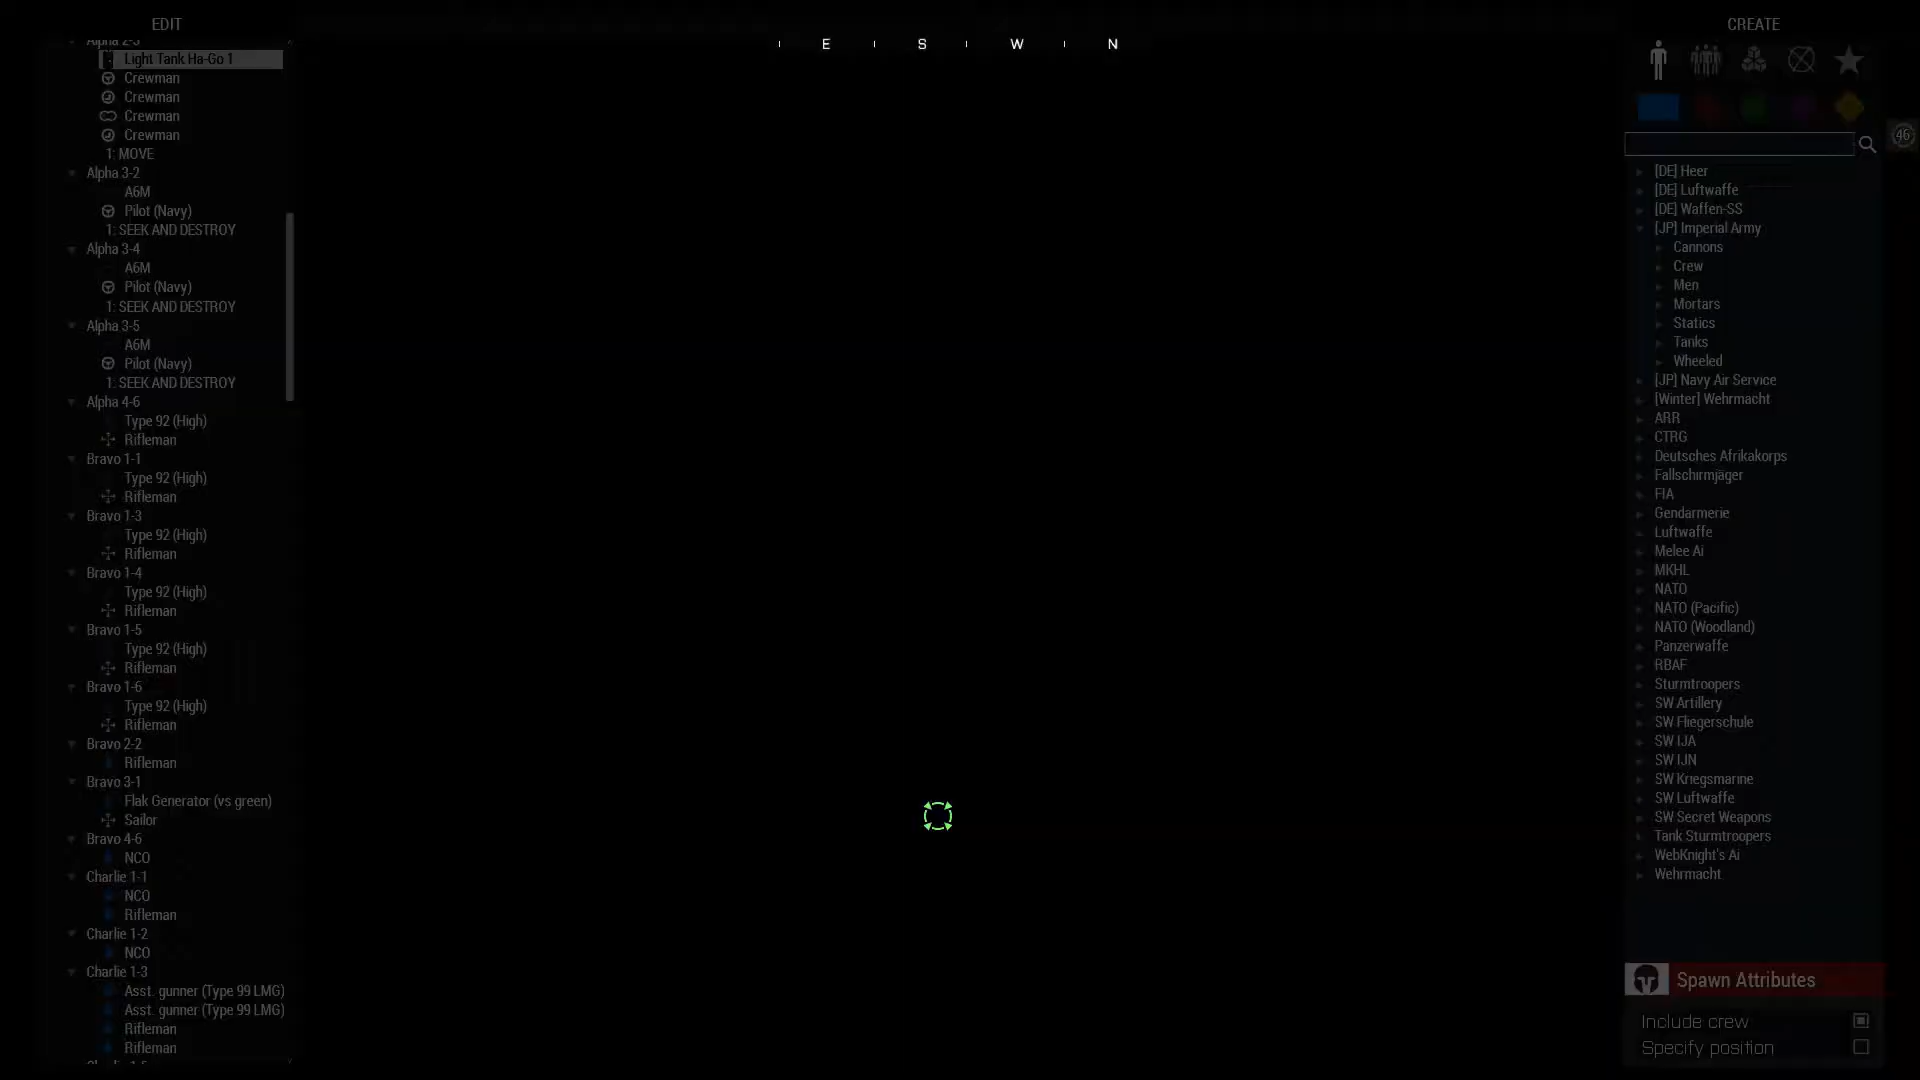 EDIT
Alpha 2-3
Light Tank Ha-Go 1
Crewman
Crewman
Crewman
Crewman
1: MOVE
Alpha 3-2
A6M
Pilot (Navy)
1: SEEK AND DESTROY
Alpha 3-4
A6M
Pilot (Navy)
1: SEEK AND DESTROY
Alpha 3-5
A6M
Pilot (Navy)
1: SEEK AND DESTROY
Alpha 4-6
Type 92 (High)
Rifleman
Bravo 1-1
Type 92 (High)
Rifleman
Bravo 1-3
Type 92 (High)
Rifleman
Bravo 1-4
Type 92 (High)
Rifleman
Bravo 1-5
Type 92 (High)
Rifleman
Bravo 1-6
Type 92 (High)
Rifleman
Bravo 2-2
Rifleman
Bravo 3-1
Flak Generator (vs green)
Sailor
Bravo 4-6
NCO
Charlie 1-1
NCO
Rifleman
Charlie 1-2
NCO
Charlie 1-3
Asst. gunner (Type 99 LMG)
Asst. gunner (Type 99 LMG)
Rifleman
Rifleman
E S W N
CREATE
46
[DE] Heer
[DE] Luftwaffe
[DE] Waffen-SS
[JP] Imperial Army
Cannons
Crew
Men
Mortars
Statics
Tanks
Wheeled
[JP] Navy Air Service
[Winter] Wehrmacht
ARR
CTRG
Deutsches Afrikakorps
Fallschirmjäger
FIA
Gendarmerie
Luftwaffe
Melee Ai
MKHL
NATO
NATO (Pacific)
NATO (Woodland)
Panzerwaffe
RBAF
Sturmtroopers
SW Artillery
SW Fliegerschule
SW IJA
SW IJN
SW Kriegsmarine
SW Luftwaffe
SW Secret Weapons
Tank Sturmtroopers
WebKnight's Ai
Wehrmacht
Spawn Attributes
Include crew
Specify position